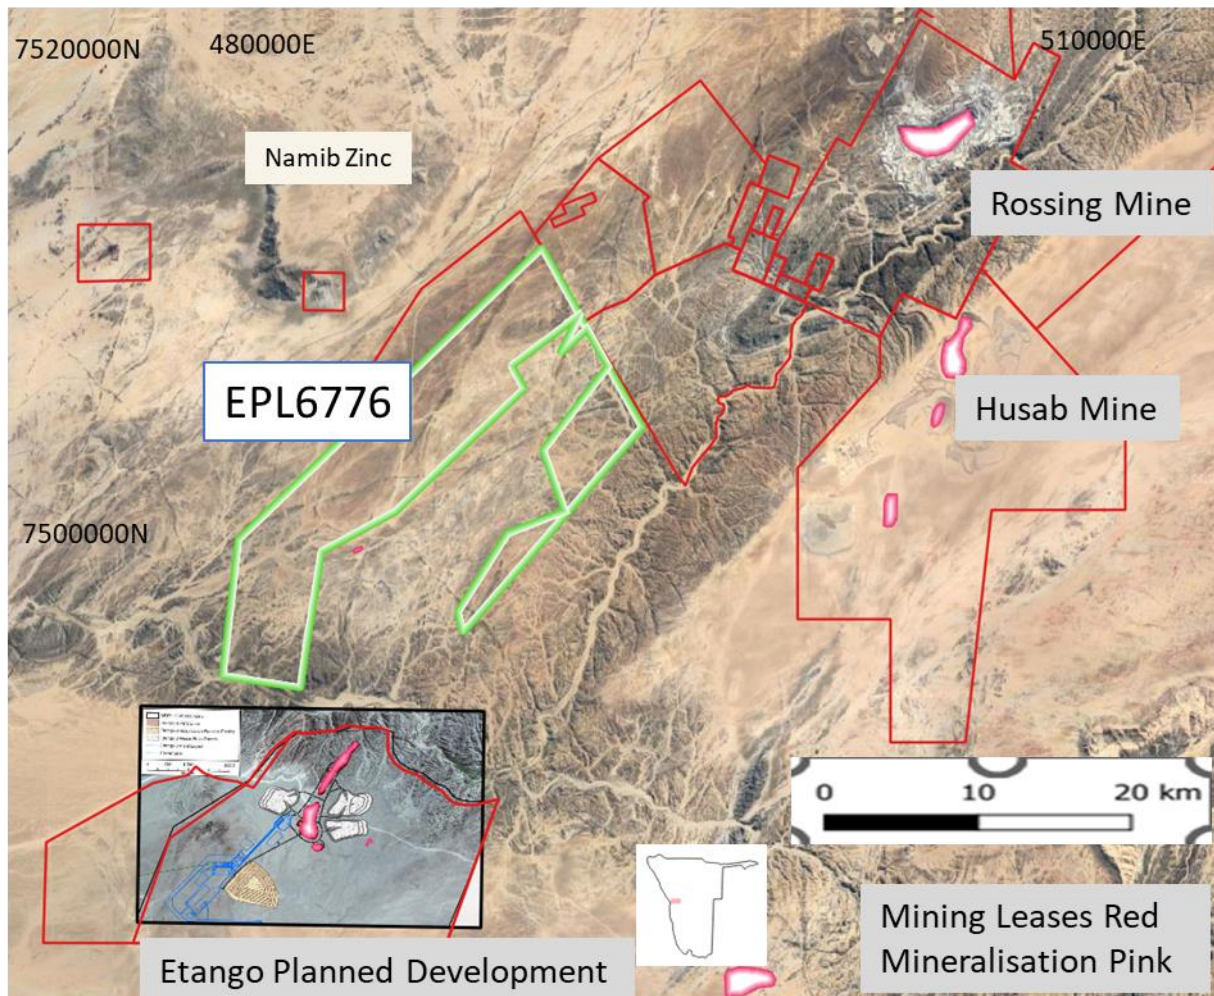 7520000N
480000E
510000E
Namib Zinc
Rossing Mine
EPL6776
Husab Mine
7500000N
0 10 20 km
Mining Leases Red
Mineralisation Pink
Etango Planned Development